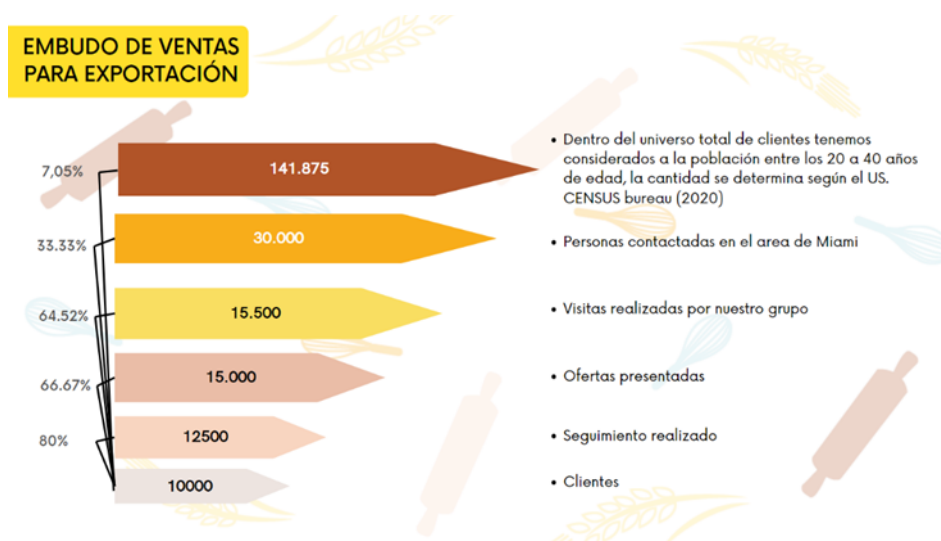 EMBUDO DE VENTAS
PARA EXPORTACIÓN
7,05%
141.875
• Dentro del universo total de clientes tenemos
considerados a la población entre los 20 a 40 años
de edad, la cantidad se determina según el US.
CENSUS bureau (2020)
33.33%
30.000
• Personas contactadas en el area de Miami
64.52%
15.500
• Visitas realizadas por nuestro grupo
66.67%
15.000
• Ofertas presentadas
80%
12500
• Seguimiento realizado
10000
• Clientes